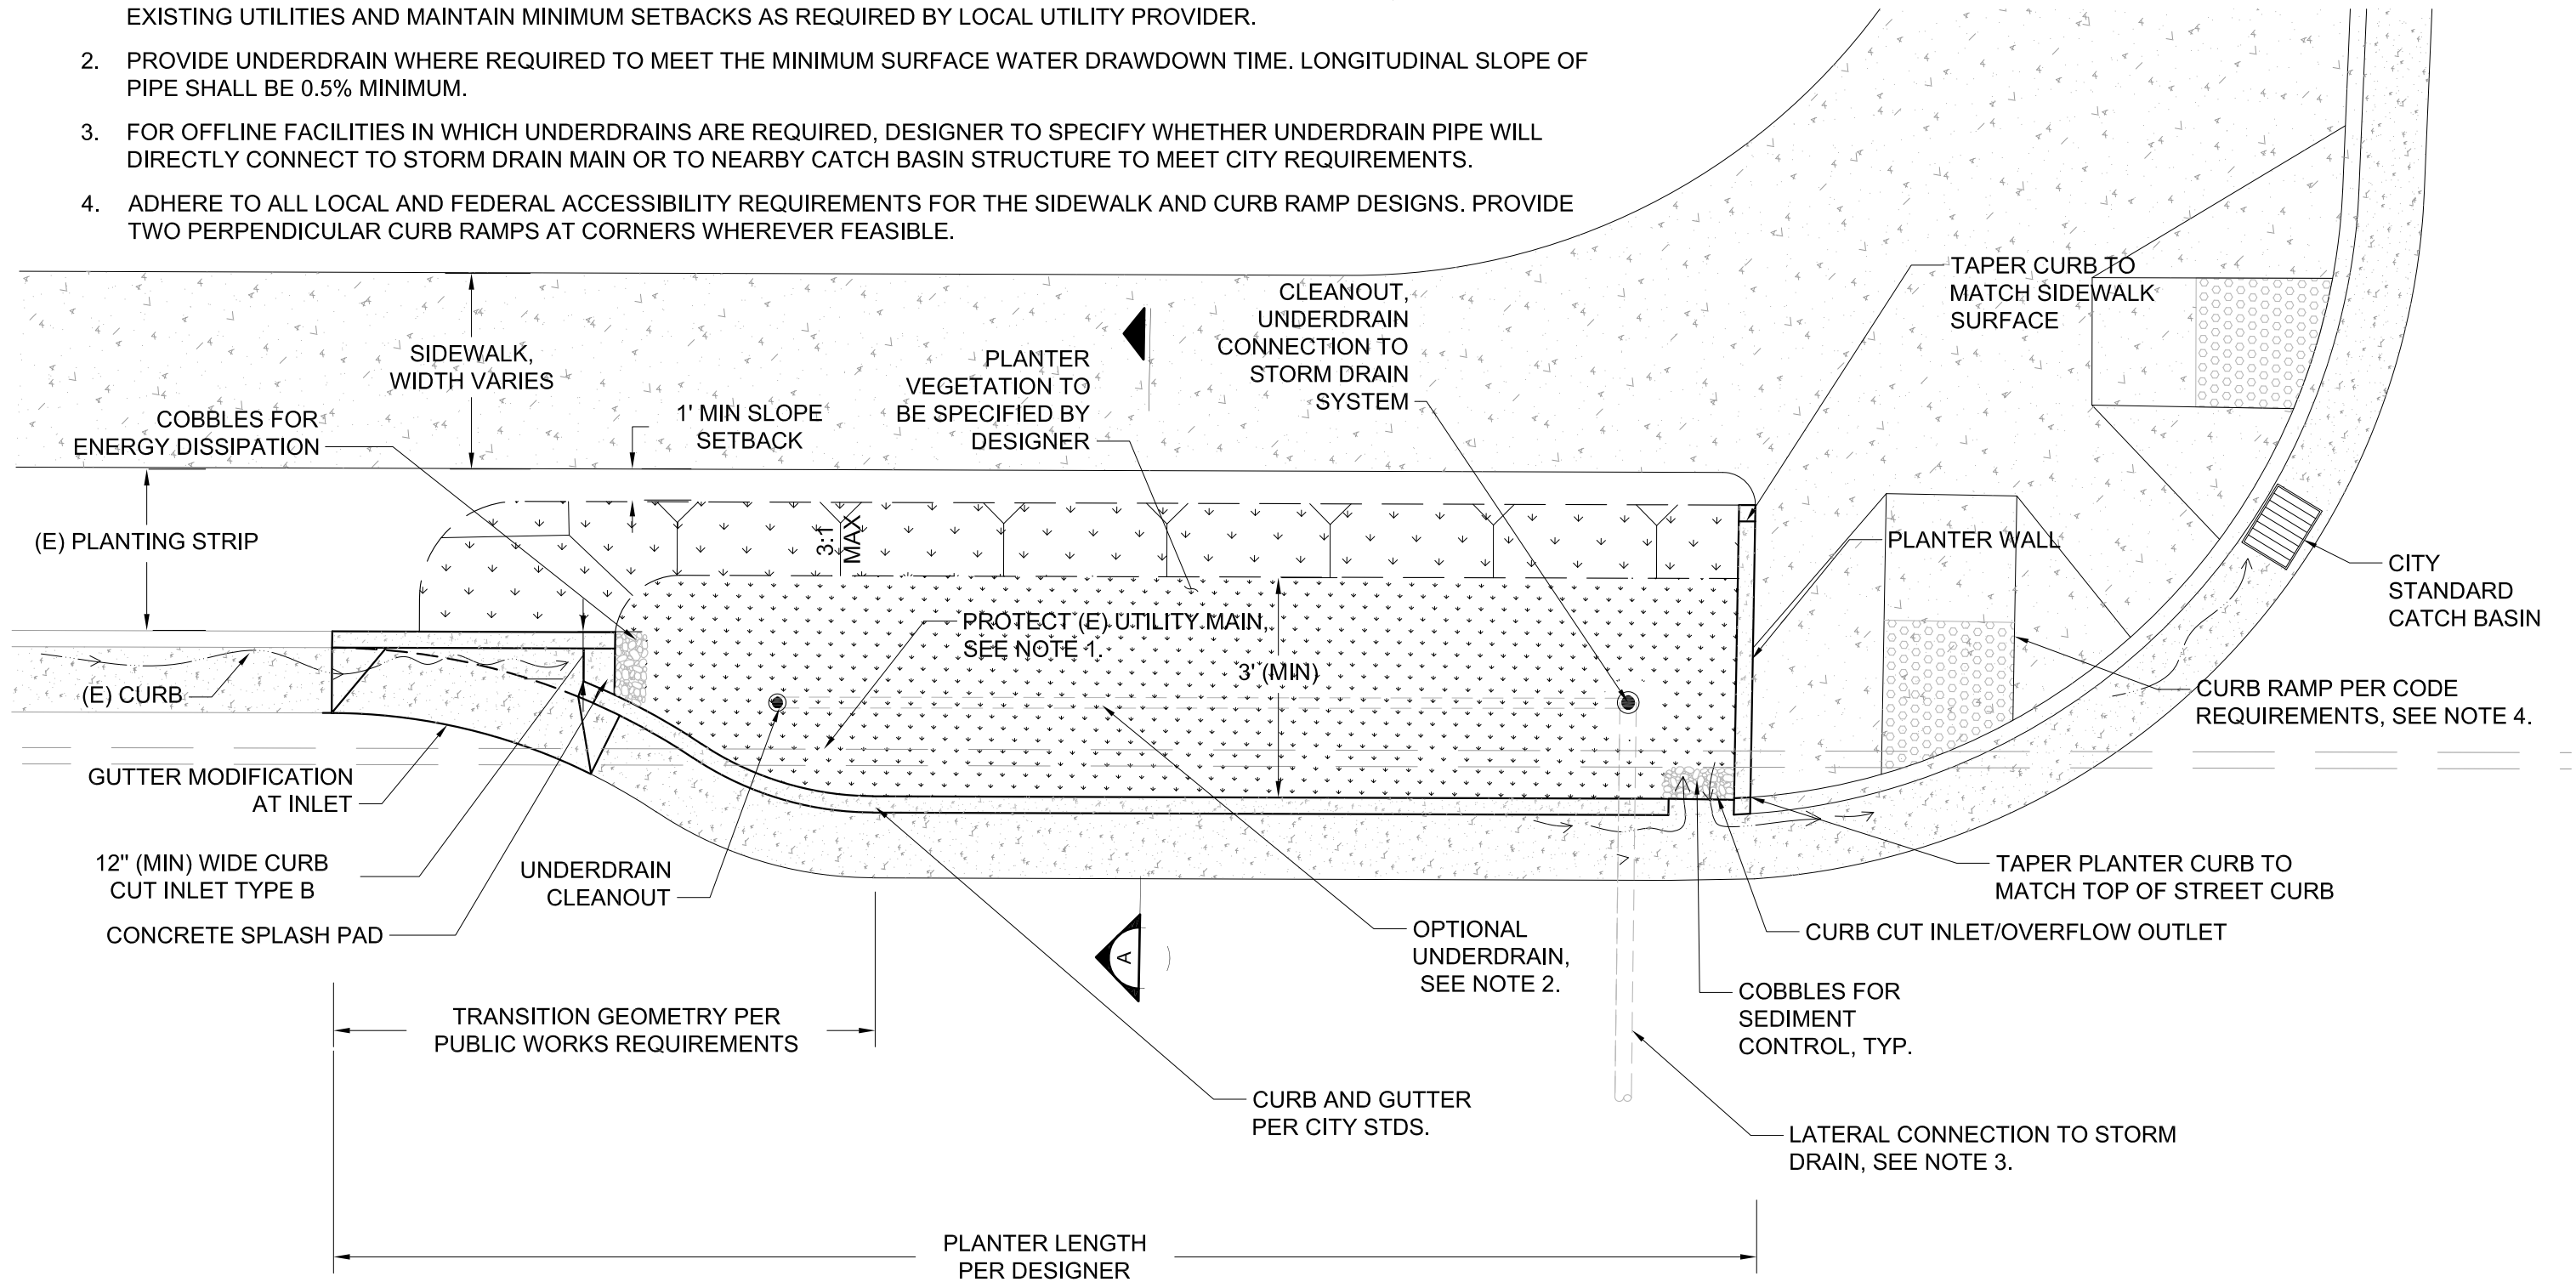 EXISTING UTILITIES AND MAINTAIN MINIMUM SETBACKS AS REQUIRED BY LOCAL UTILITY PROVIDER.
2. PROVIDE UNDERDRAIN WHERE REQUIRED TO MEET THE MINIMUM SURFACE WATER DRAWDOWN TIME. LONGITUDINAL SLOPE OF
PIPE SHALL BE 0.5% MINIMUM.
3. FOR OFFLINE FACILITIES IN WHICH UNDERDRAINS ARE REQUIRED, DESIGNER TO SPECIFY WHETHER UNDERDRAIN PIPE WILL
DIRECTLY CONNECT TO STORM DRAIN MAIN OR TO NEARBY CATCH BASIN STRUCTURE TO MEET CITY REQUIREMENTS.
4. ADHERE TO ALL LOCAL AND FEDERAL ACCESSIBILITY REQUIREMENTS FOR THE SIDEWALK AND CURB RAMP DESIGNS. PROVIDE
TWO PERPENDICULAR CURB RAMPS AT CORNERS WHEREVER FEASIBLE.
SIDEWALK,
WIDTH VARIES
COBBLES FOR
ENERGY DISSIPATION
1' MIN SLOPE
SETBACK
PLANTER
VEGETATION TO
BE SPECIFIED BY
DESIGNER
CLEANOUT,
UNDERDRAIN
CONNECTION TO
STORM DRAIN
SYSTEM
TAPER CURB TO
MATCH SIDEWALK
SURFACE
(E) PLANTING STRIP
3:1
MAX
PLANTER WALL
CITY
STANDARD
CATCH BASIN
PROTECT (E) UTILITY MAIN,
SEE NOTE 1.
3' (MIN)
(E) CURB
CURB RAMP PER CODE
REQUIREMENTS, SEE NOTE 4.
GUTTER MODIFICATION
AT INLET
12" (MIN) WIDE CURB
CUT INLET TYPE B
CONCRETE SPLASH PAD
UNDERDRAIN
CLEANOUT
TAPER PLANTER CURB TO
MATCH TOP OF STREET CURB
CURB CUT INLET/OVERFLOW OUTLET
OPTIONAL
UNDERDRAIN,
SEE NOTE 2.
A
COBBLES FOR
SEDIMENT
CONTROL, TYP.
TRANSITION GEOMETRY PER
PUBLIC WORKS REQUIREMENTS
CURB AND GUTTER
PER CITY STDS.
LATERAL CONNECTION TO STORM
DRAIN, SEE NOTE 3.
PLANTER LENGTH
PER DESIGNER